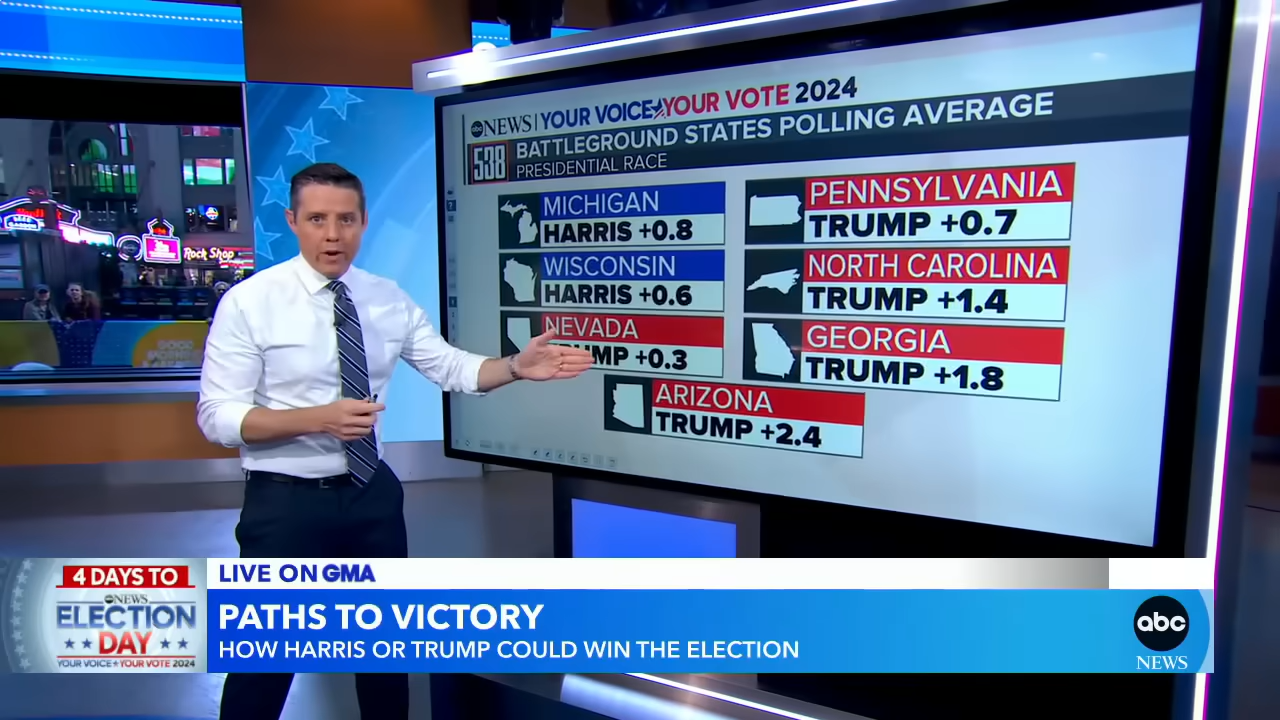 abc NEWS | YOUR VOICE YOUR VOTE 2024
538 BATTLEGROUND STATES POLLING AVERAGE
PRESIDENTIAL RACE
MICHIGAN
HARRIS +0.8
WISCONSIN
HARRIS +0.6
NEVADA
TRUMP +0.3
PENNSYLVANIA
TRUMP +0.7
NORTH CAROLINA
TRUMP +1.4
GEORGIA
TRUMP +1.8
ARIZONA
TRUMP +2.4
Rock Shop
4 DAYS TO
abc NEWS
ELECTION
DAY
YOUR VOICE YOUR VOTE 2024
LIVE ON GMA
PATHS TO VICTORY
HOW HARRIS OR TRUMP COULD WIN THE ELECTION
abc
NEWS